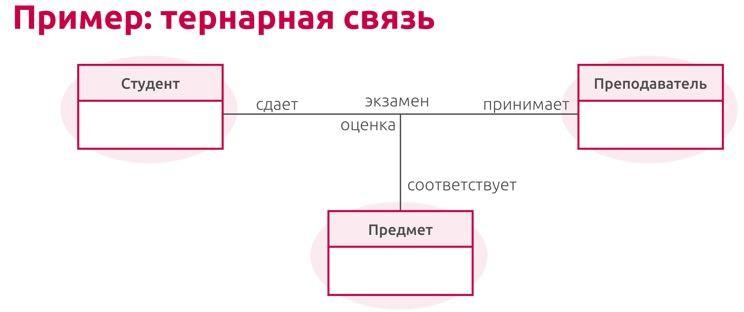 Пример: тернарная связь
Студент
Преподаватель
сдает
экзамен
принимает
оценка
соответствует
Предмет